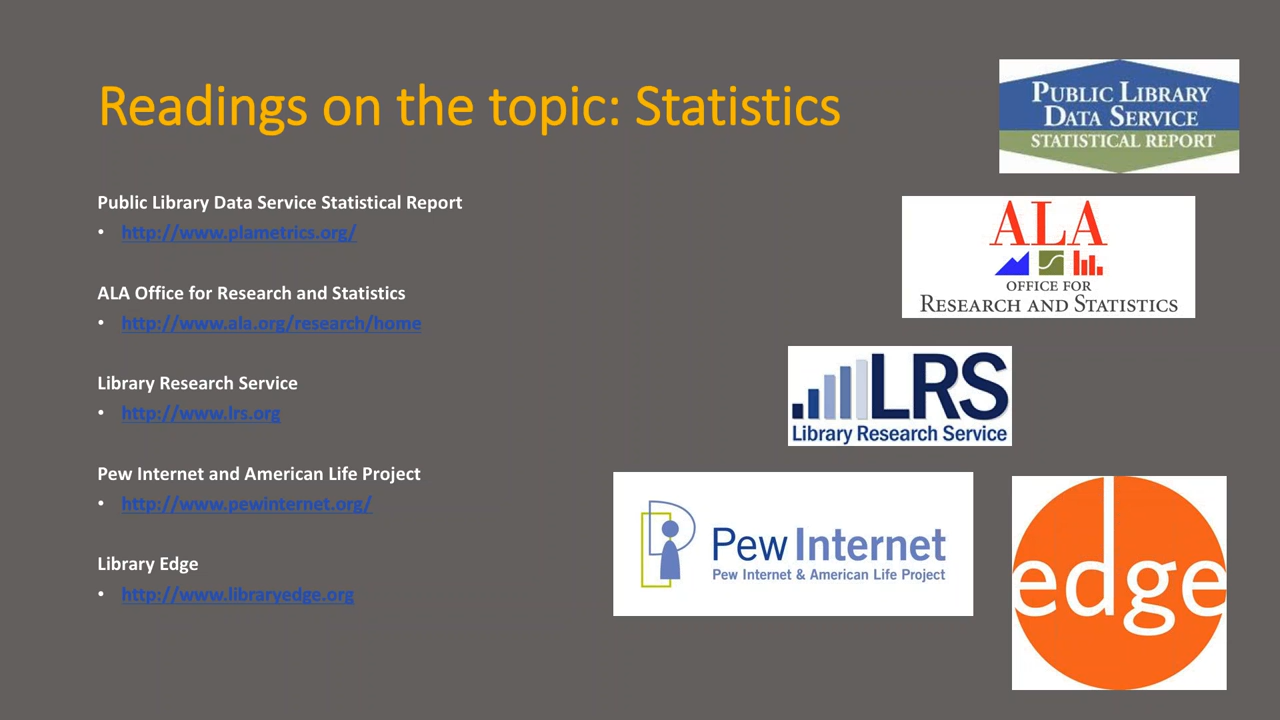 Readings on the topic: Statistics
Public Library Data Service Statistical Report
• http://www.plametrics.org/
ALA Office for Research and Statistics
• http://www.ala.org/research/home
Library Research Service
• http://www.lrs.org
Pew Internet and American Life Project
• http://www.pewinternet.org/
Library Edge
• http://www.libraryedge.org
PUBLIC LIBRARY
DATA SERVICE
STATISTICAL REPORT
ALA
OFFICE FOR
RESEARCH AND STATISTICS
LRS
Library Research Service
Pew Internet
Pew Internet & American Life Project
edge